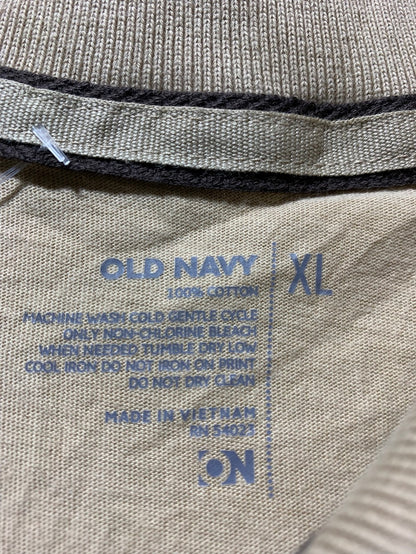 OLD NAVY
100% COTTON
XL
MACHINE WASH COLD GENTLE CYCLE
ONLY NON-CHLORINE BLEACH
WHEN NEEDED TUMBLE DRY LOW
COOL IRON DO NOT IRON ON PRINT
DO NOT DRY CLEAN
MADE IN VIETNAM
RN 54023
ON